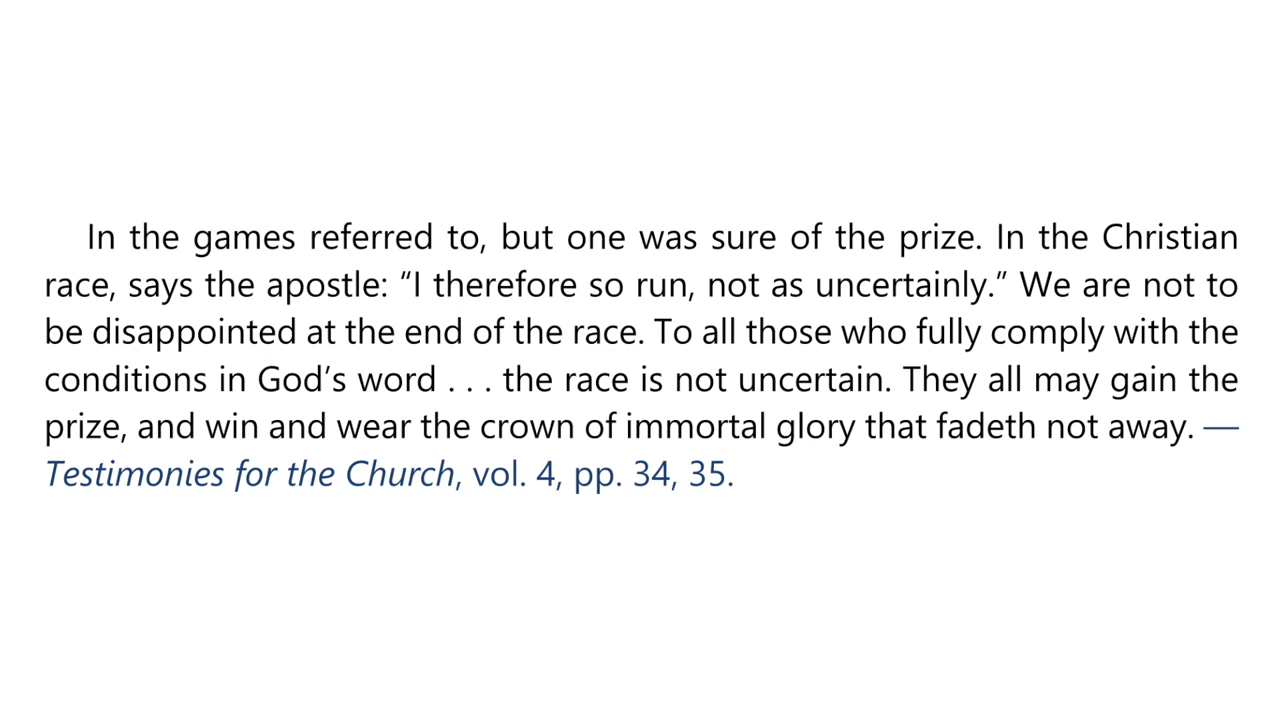 In the games referred to, but one was sure of the prize. In the Christian
race, says the apostle: “I therefore so run, not as uncertainly.” We are not to
be disappointed at the end of the race. To all those who fully comply with the
conditions in God’s word . . . the race is not uncertain. They all may gain the
prize, and win and wear the crown of immortal glory that fadeth not away. —
Testimonies for the Church, vol. 4, pp. 34, 35.